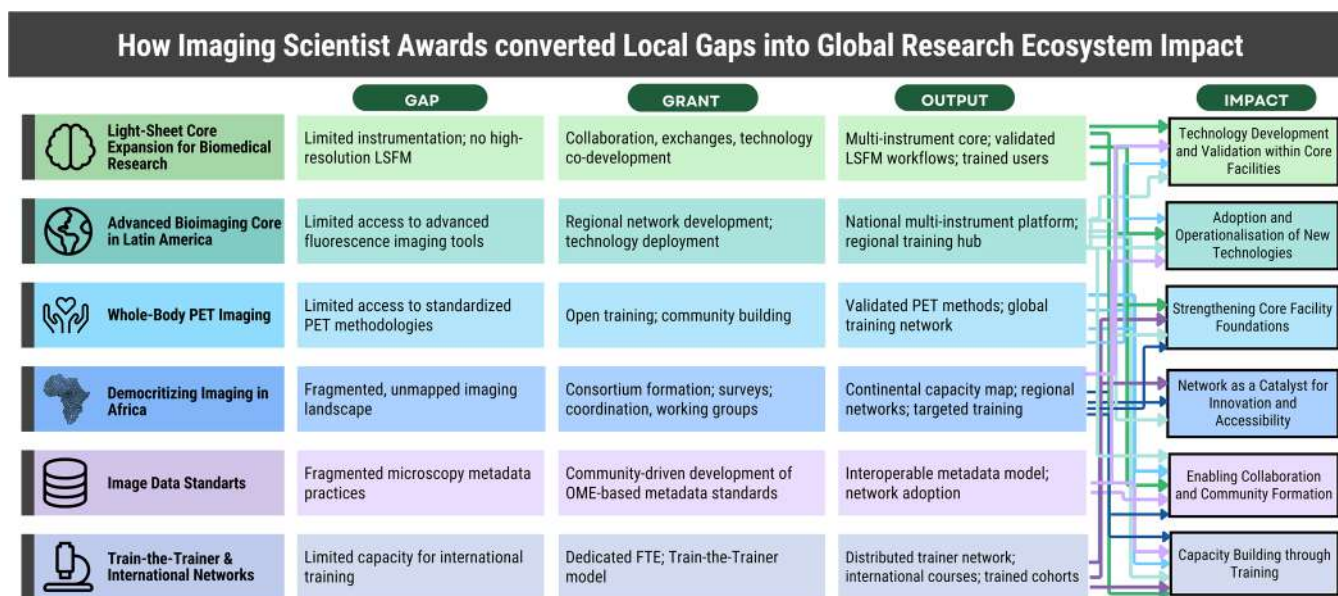 How Imaging Scientist Awards converted Local Gaps into Global Research Ecosystem Impact
GAP
GRANT
OUTPUT
IMPACT
Light-Sheet Core
Expansion for Biomedical
Research
Limited instrumentation; no high-
resolution LSFM
Collaboration, exchanges, technology
co-development
Multi-instrument core; validated
LSFM workflows; trained users
Technology Development
and Validation within Core
Facilities
Advanced Bioimaging Core
in Latin America
Limited access to advanced
fluorescence imaging tools
Regional network development;
technology deployment
National multi-instrument platform;
regional training hub
Adoption and
Operationalisation of New
Technologies
Whole-Body PET Imaging
Limited access to standardized
PET methodologies
Open training; community building
Validated PET methods; global
training network
Strengthening Core Facility
Foundations
Democritizing Imaging in
Africa
Fragmented, unmapped imaging
landscape
Consortium formation; surveys;
coordination, working groups
Continental capacity map; regional
networks; targeted training
Network as a Catalyst for
Innovation and
Accessibility
Image Data Standarts
Fragmented microscopy metadata
practices
Community-driven development of
OME-based metadata standards
Interoperable metadata model;
network adoption
Enabling Collaboration
and Community Formation
Train-the-Trainer &
International Networks
Limited capacity for international
training
Dedicated FTE; Train-the-Trainer
model
Distributed trainer network;
international courses; trained cohorts
Capacity Building through
Training